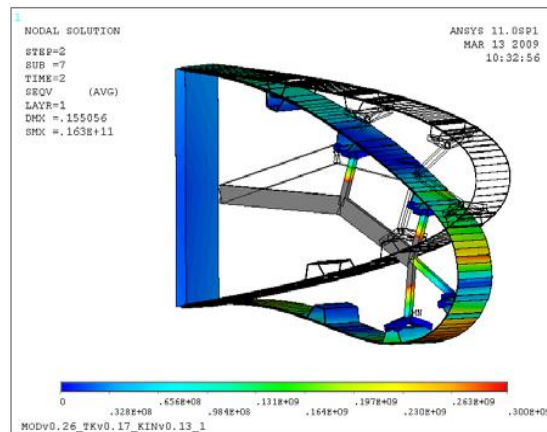 1
NODAL SOLUTION
STEP=2
SUB =7
TIME=2
SEQV (AVG)
LAYR=1
DMX =.155056
SMX =.163E+11
ANSYS 11.0SP1
MAR 13 2009
10:32:56
0 .656E+08 .131E+09 .197E+09 .263E+09
.328E+08 .984E+08 .164E+09 .230E+09 .300E+09
MODv0.26_TKv0.17_KINv0.13_1